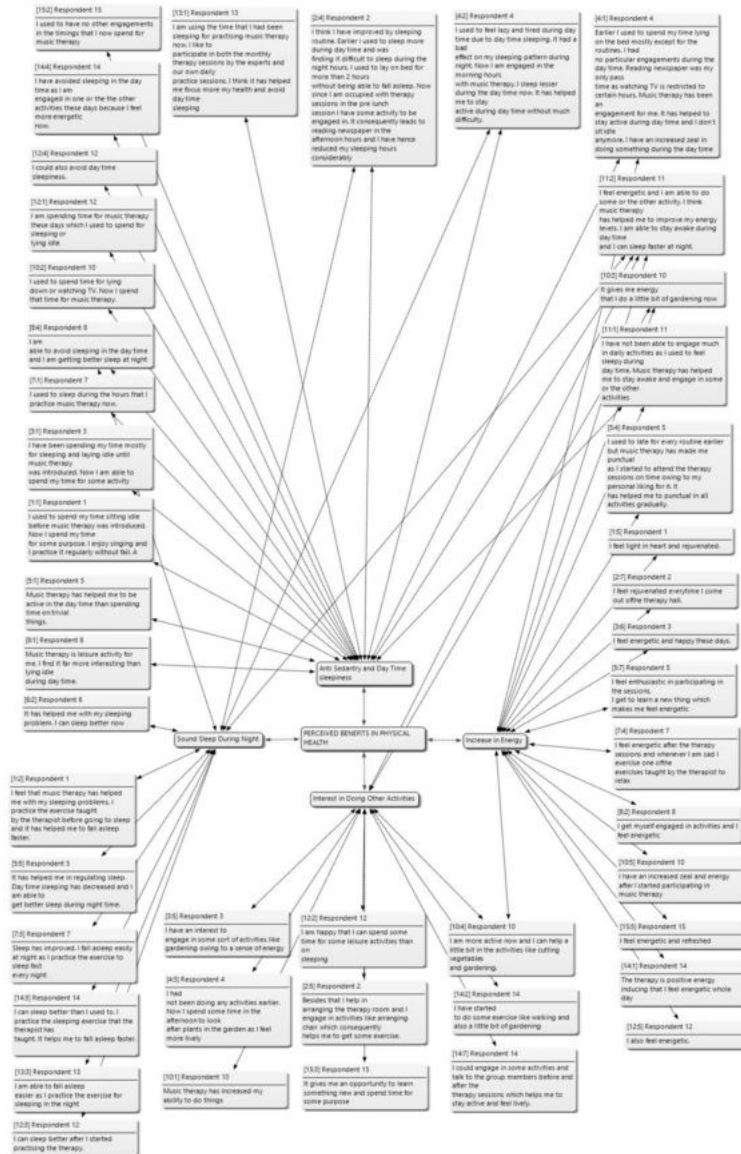 [15:2] Respondent 15
I used to have no other engagements
in the timings that I now spend for
music therapy
[14:4] Respondent 14
I have avoided sleeping in the day
time as I am
engaged in one or the the other
activities these days because I feel
more energetic
now.
[12:4] Respondent 12
I could also avoid day time
sleepiness.
[12:1] Respondent 12
I am spending time for music therapy
these days which I used to spend for
sleeping or
lying idle
[10:2] Respondent 10
I used to spend time for lying
down or watching TV. Now I spend
that time for music therapy.
[8:4] Respondent 8
I am
able to avoid sleeping in the day time
and I am getting better sleep at night
[7:1] Respondent 7
I used to sleep during the hours that I
practice music therapy now.
[3:1] Respondent 3
I have been spending my time mostly
for sleeping and laying idle until
music therapy
was introduced. Now I am able to
spend my time for some activity
[1:1] Respondent 1
I used to spend my time sitting idle
before music therapy was introduced.
Now I spend my time
for some purpose. I enjoy singing and
I practice it regularly without fail. A
[5:1] Respondent 5
Music therapy has helped me to be
active in the day time than spending
time on trivial
things.
[8:1] Respondent 8
Music therapy is leisure activity for
me. I find it far more interesting than
lying idle
during day time.
[6:2] Respondent 6
It has helped me with my sleeping
problem. I can sleep better now
[13:1] Respondent 13
I am using the time that I had been
sleeping for practising music therapy
now. I like to
participate in both the monthly
therapy sessions by the experts and
our own daily
practice sessions. I think it has helped
me focus more my health and avoid
day time
sleeping
[2:4] Respondent 2
I think I have improved by sleeping
routine. Earlier I used to sleep more
during day time and was
finding it difficult to sleep during the
night hours. I used to lay on bed for
more than 2 hours
without being able to fall asleep. Now
since I am occupied with therapy
sessions in the pre lunch
session I have some activity to be
engaged in. It consequently leads to
reading newspaper in the
afternoon hours and I have hence
reduced my sleeping hours
considerably
[4:2] Respondent 4
I used to feel lazy and tired during day
time due to day time sleeping. It had a
bad
effect on my sleeping pattern during
night. Now I am engaged in the
morning hours
with music therapy. I sleep lesser
during the day time now. It has helped
me to stay
active during day time without much
difficulty.
[4:1] Respondent 4
Earlier I used to spend my time lying
on the bed mostly except for the
routines. I had
no particular engagements during the
day time. Reading newspaper was my
only pass
time as watching TV is restricted to
certain hours. Music therapy has been
an
engagement for me. It has helped to
stay active during day time and I don't
sit idle
anymore. I have an increased zeal in
doing something during the day time
[11:2] Respondent 11
I feel energetic and I am able to do
some or the other activity. I think
music therapy
has helped me to improve my energy
levels. I am able to stay awake during
day time
and I can sleep faster at night.
[10:3] Respondent 10
It gives me energy
that I do a little bit of gardening now
[11:1] Respondent 11
I have not been able to engage much
in daily activities as I used to feel
sleepy during
day time. Music therapy has helped
me to stay awake and engage in some
or the other
activities
[5:4] Respondent 5
I used to late for every routine earlier
but music therapy has made me
punctual
as I started to attend the therapy
sessions on time owing to my
personal liking for it. It
has helped me to punctual in all
activities gradually.
[1:5] Respondent 1
I feel light in heart and rejuvenated.
[2:7] Respondent 2
I feel rejuvenated everytime I come
out ofthe therapy hall.
[3:6] Respondent 3
I feel energetic and happy these days.
[5:7] Respondent 5
I feel enthusiastic in participating in
the sessions.
I get to learn a new thing which
makes me feel energetic
[7:4] Respondent 7
I feel energetic after the therapy
sessions and whenever I am sad I
exercise one ofthe
exercises taught by the therapist to
relax
[8:2] Respondent 8
I get myself engaged in activities and I
feel energetic
[10:5] Respondent 10
I have an increased zeal and energy
after I started participating in
music therapy
[15:5] Respondent 15
I feel energetic and refreshed
[14:1] Respondent 14
The therapy is positive energy
inducing that I feel energetic whole
day
[12:5] Respondent 12
I also feel energetic.
Anti Sedantry and Day Time
sleepiness
Sound Sleep During Night
PERCEIVED BENEFITS IN PHYSICAL
HEALTH
Increase in Energy
Interest in Doing Other Activities
[1:2] Respondent 1
I feel that music therapy has helped
me with my sleeping problems. I
practice the exercise taught
by the therapist before going to sleep
and it has helped me to fall asleep
faster.
[5:5] Respondent 5
It has helped me in regulating sleep.
Day time sleeping has decreased and I
am able to
get better sleep during night time.
[7:3] Respondent 7
Sleep has improved. I fall asleep easily
at night as I practice the exercise to
sleep fast
every night
[14:3] Respondent 14
I can sleep better than I used to. I
practice the sleeping exercise that the
therapist has
taught. It helps me to fall asleep faster.
[13:3] Respondent 13
I am able to fall asleep
easier as I practice the exercise for
sleeping in the night
[12:3] Respondent 12
I can sleep better after I started
practising the therapy.
[3:5] Respondent 3
I have an interest to
engage in some sort of activities like
gardening owing to a sense of energy
[4:3] Respondent 4
I had
not been doing any activities earlier.
Now I spend some time in the
afternoon to look
after plants in the garden as I feel
more lively
[10:1] Respondent 10
Music therapy has increased my
ability to do things
[12:2] Respondent 12
I am happy that I can spend some
time for some leisure activities than
on
sleeping
[2:5] Respondent 2
Besides that I help in
arranging the therapy room and I
engage in activities like arranging
chair which consequently
helps me to get some exercise.
[15:3] Respondent 15
It gives me an opportunity to learn
something new and spend time for
some purpose
[10:4] Respondent 10
I am more active now and I can help a
little bit in the activities like cutting
vegetables
and gardening.
[14:2] Respondent 14
I have started
to do some exercise like walking and
also a little bit of gardening
[14:7] Respondent 14
I could engage in some activities and
talk to the group members before and
after the
therapy sessions which helps me to
stay active and feel lively.